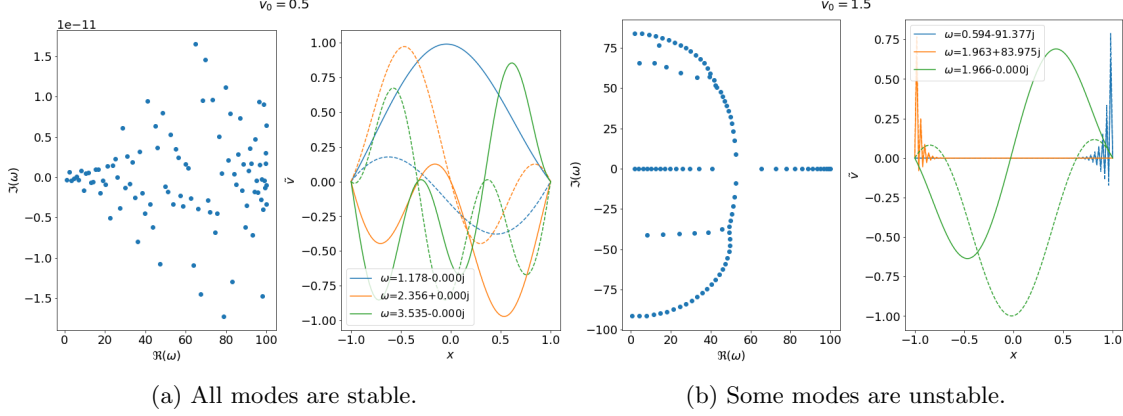 v₀ = 0.5
v₀ = 1.5
1e−11
1.5
1.0
0.5
0.0
−0.5
−1.0
−1.5
ℑ(ω)
0 20 40 60 80 100
ℜ(ω)
1.00
0.75
0.50
0.25
0.00
−0.25
−0.50
−0.75
−1.00
ṽ
ω=1.178-0.000j
ω=2.356+0.000j
ω=3.535-0.000j
−1.0 −0.5 0.0 0.5 1.0
x
75
50
25
0
−25
−50
−75
−100
ℑ(ω)
0 20 40 60 80 100
ℜ(ω)
0.75
0.50
0.25
0.00
−0.25
−0.50
−0.75
−1.00
ṽ
ω=0.594-91.377j
ω=1.963+83.975j
ω=1.966-0.000j
−1.0 −0.5 0.0 0.5 1.0
x
(a) All modes are stable.
(b) Some modes are unstable.